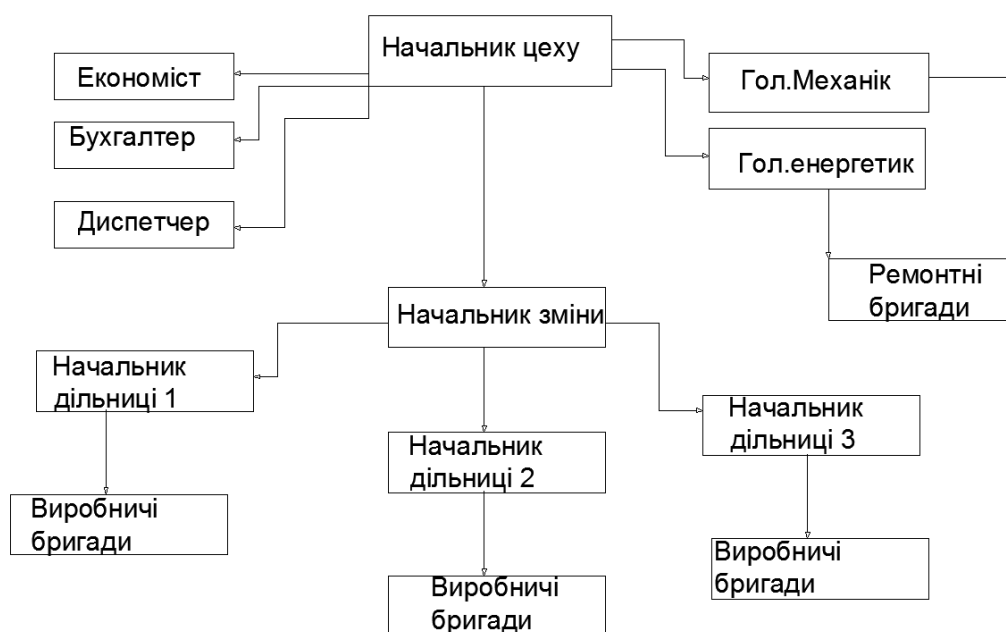 Начальник цеху
Економіст
Гол.Механік
Бухгалтер
Гол.енергетик
Диспетчер
Ремонтні
бригади
Начальник зміни
Начальник
дільниці 1
Начальник
дільниці 2
Начальник
дільниці 3
Виробничі
бригади
Виробничі
бригади
Виробничі
бригади